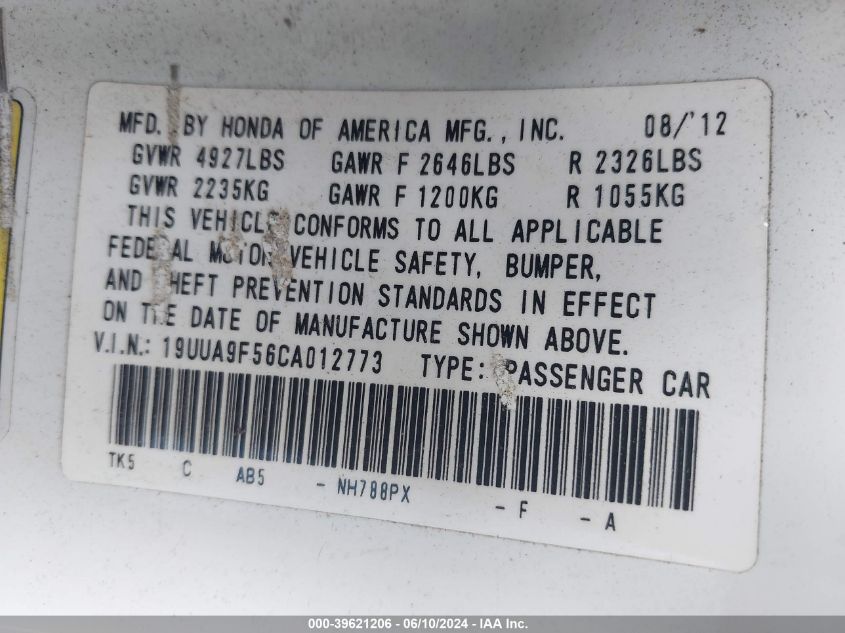 MFD. BY HONDA OF AMERICA MFG., INC. 08/'12
GVWR 4927LBS GAWR F 2646LBS R 2326LBS
GVWR 2235KG GAWR F 1200KG R 1055KG
THIS VEHICLE CONFORMS TO ALL APPLICABLE
FEDERAL MOTOR VEHICLE SAFETY, BUMPER,
AND THEFT PREVENTION STANDARDS IN EFFECT
ON THE DATE OF MANUFACTURE SHOWN ABOVE.
V.I.N.: 19UUA9F56CA012773 TYPE: PASSENGER CAR
TK5 C AB5 - NH788PX - F - A
000-39621206 - 06/10/2024 - IAA Inc.